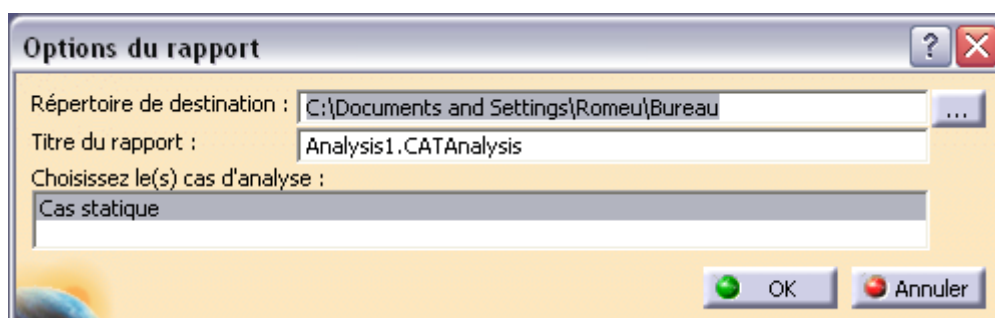 Options du rapport
?
Répertoire de destination : C:\Documents and Settings\Romeu\Bureau ...
Titre du rapport : Analysis1.CATAnalysis
Choisissez le(s) cas d'analyse :
Cas statique
OK Annuler